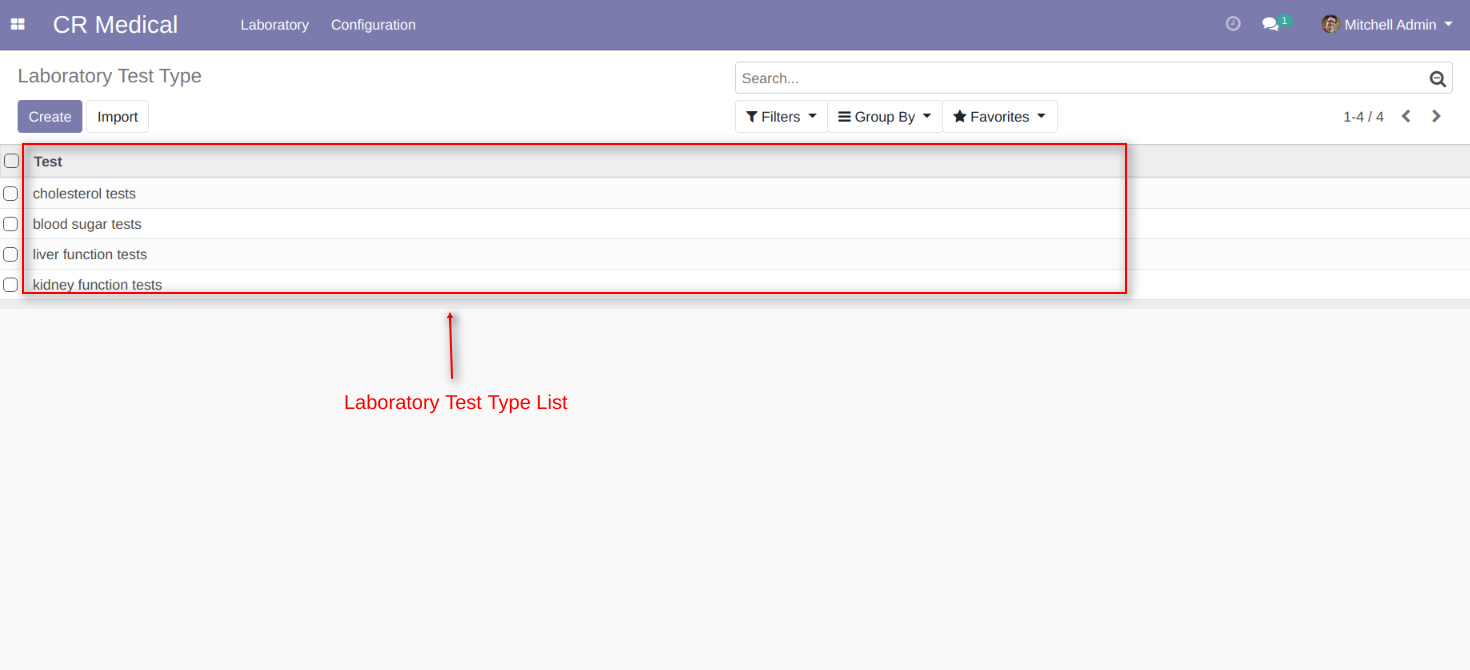 CR Medical Laboratory Configuration 1 Mitchell Admin
Laboratory Test Type
Search...
Create Import Filters Group By Favorites 1-4 / 4
Test
cholesterol tests
blood sugar tests
liver function tests
kidney function tests
Laboratory Test Type List